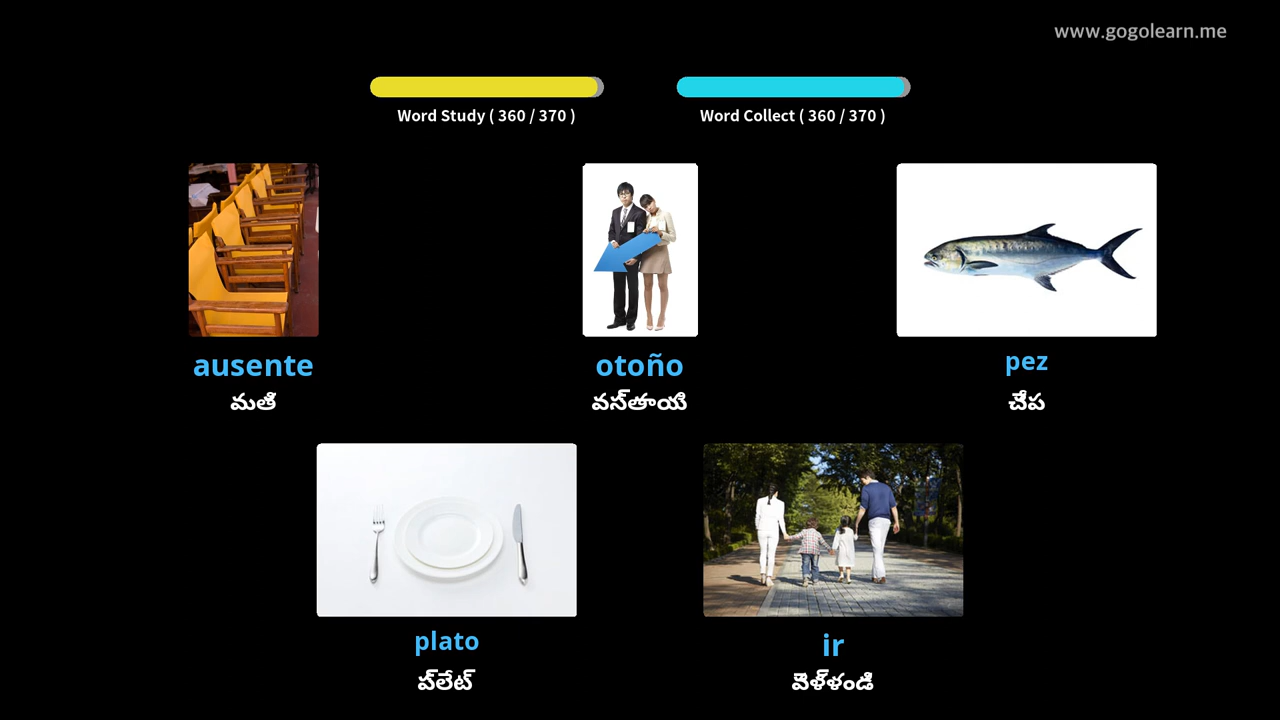 www.gogolearn.me
Word Study ( 360 / 370 )
Word Collect ( 360 / 370 )
ausente
otoño
pez
మతి
వస్తాయి
చేప
plato
ir
ప్లేట్
వెళ్ళండి